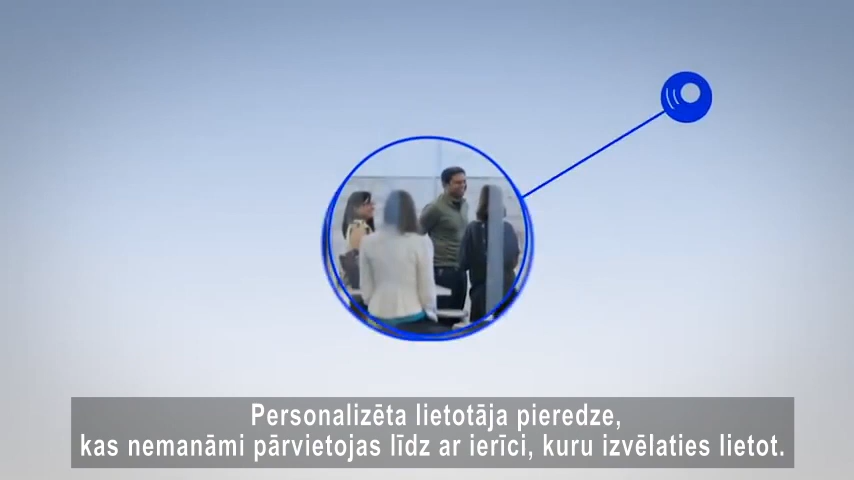 Personalizēta lietotāja pieredze,
kas nemanāmi pārvietojas līdz ar ierīci, kuru izvēlaties lietot.